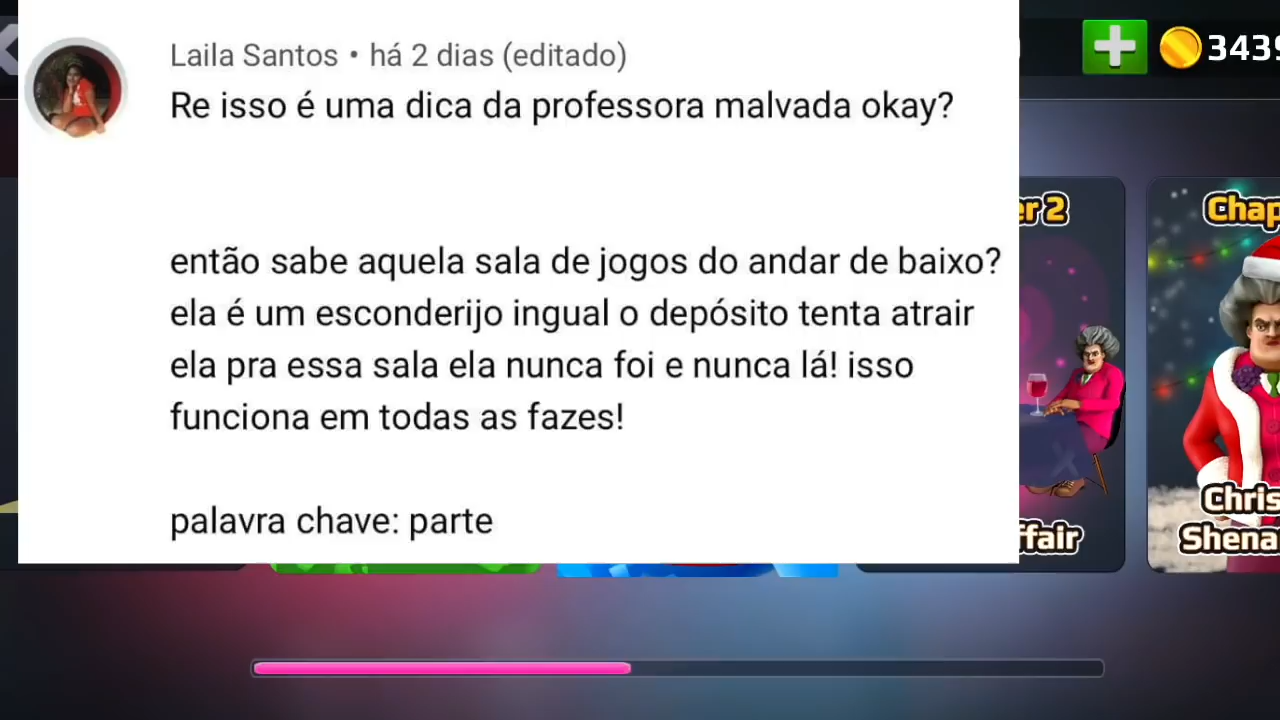 Laila Santos • há 2 dias (editado)
Re isso é uma dica da professora malvada okay?
então sabe aquela sala de jogos do andar de baixo?
ela é um esconderijo ingual o depósito tenta atrair
ela pra essa sala ela nunca foi e nunca lá! isso
funciona em todas as fazes!
palavra chave: parte
3439
er 2
ffair
Chap
Chris
Shena